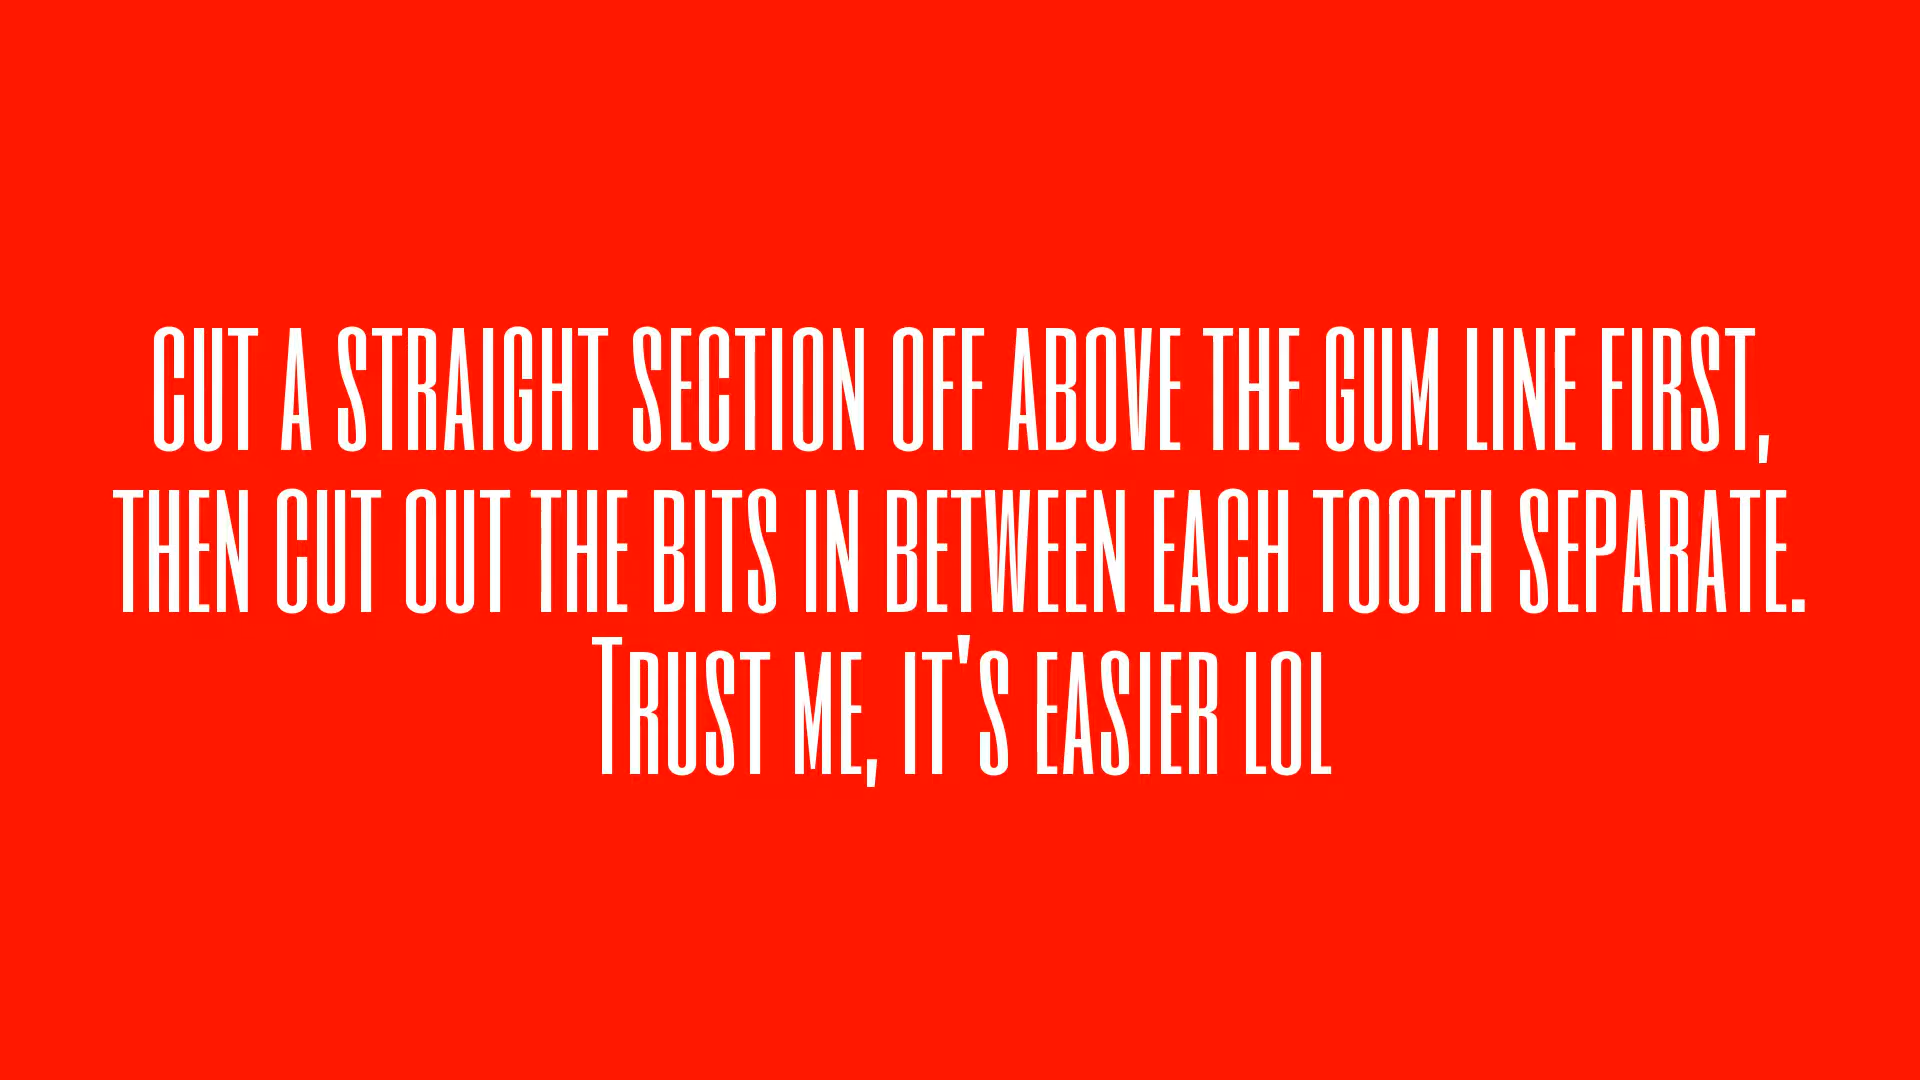 CUT A STRAIGHT SECTION OFF ABOVE THE GUM LINE FIRST,
THEN CUT OUT THE BITS IN BETWEEN EACH TOOTH SEPARATE.
TRUST ME, IT'S EASIER LOL